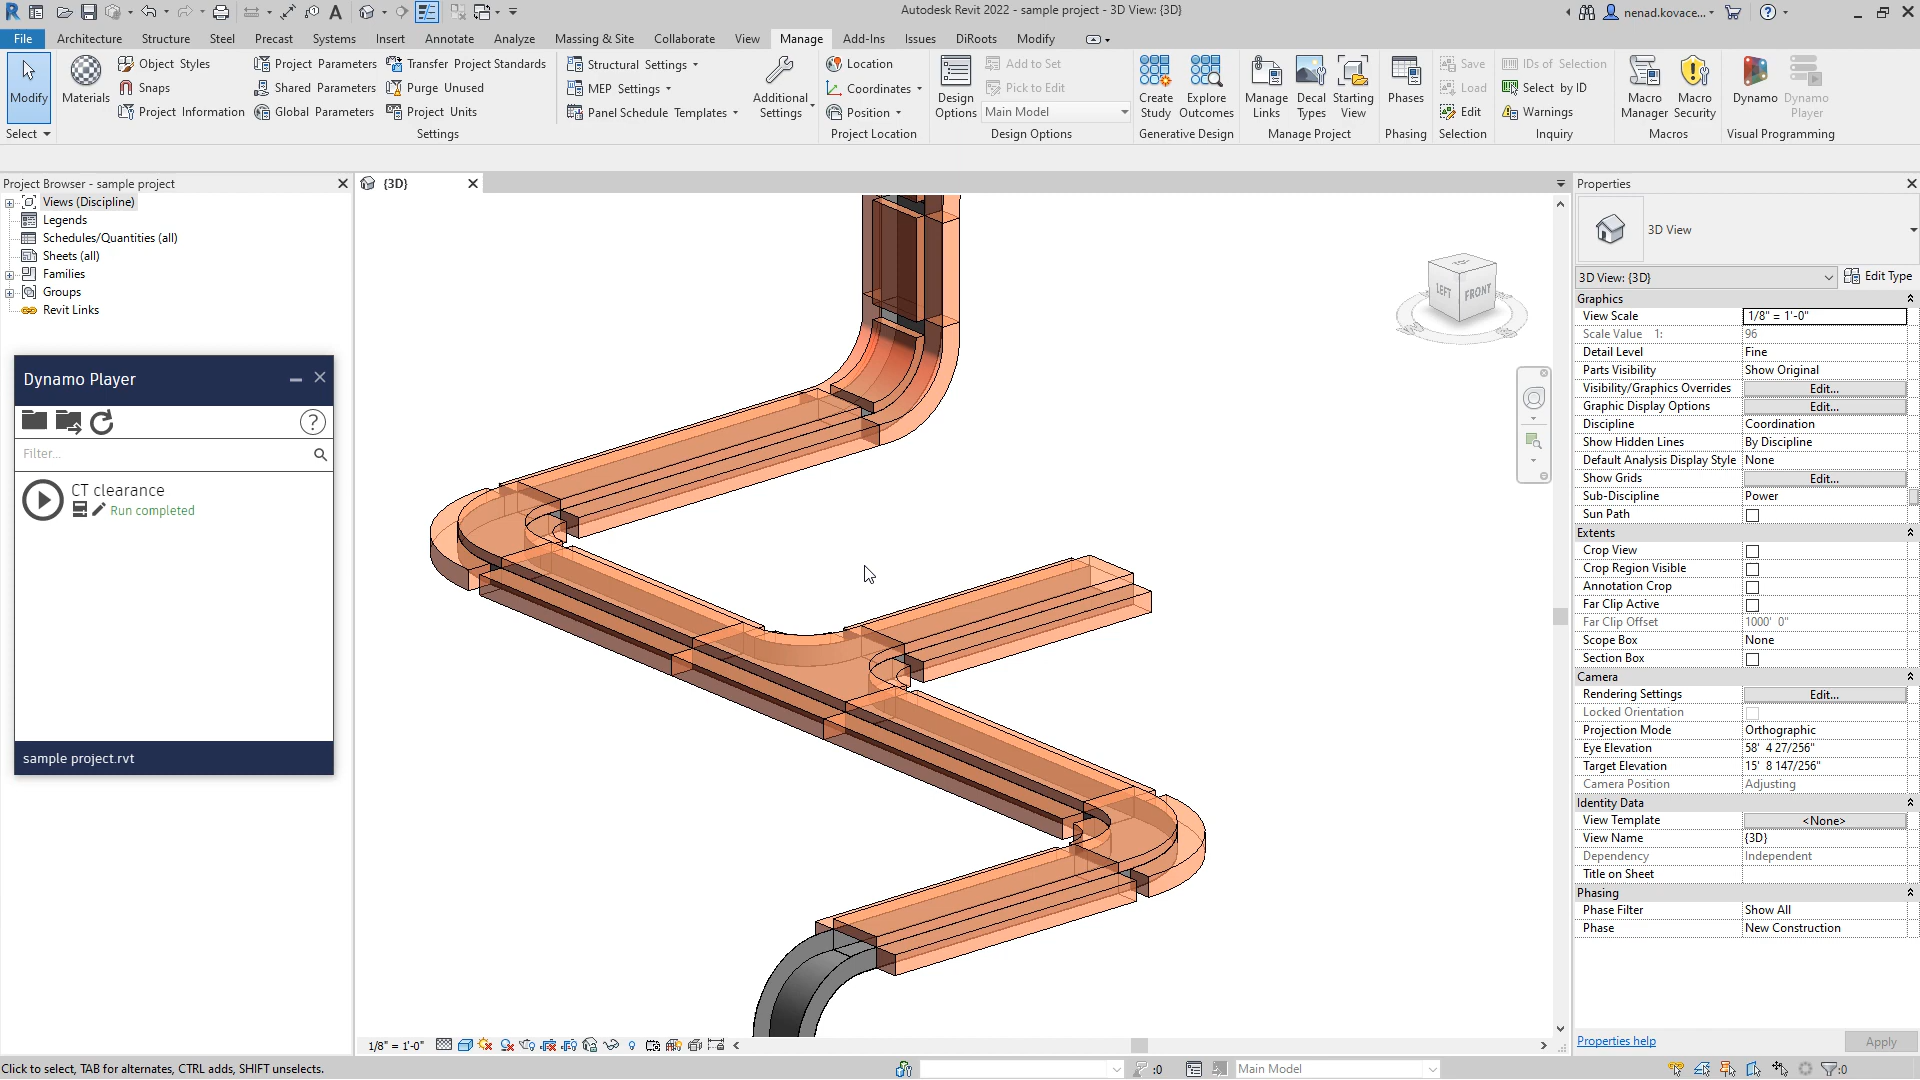 Autodesk Revit 2022 - sample project - 3D View: {3D}
nenad.kovace...
File Architecture Structure Steel Precast Systems Insert Annotate Analyze Massing & Site Collaborate View Manage Add-Ins Issues DiRoots Modify
Modify
Select
Materials
Object Styles
Snaps
Project Information
Project Parameters
Shared Parameters
Global Parameters
Transfer Project Standards
Purge Unused
Project Units
Settings
Structural Settings
MEP Settings
Panel Schedule Templates
Additional Settings
Location
Coordinates
Position
Project Location
Design Options
Add to Set
Pick to Edit
Main Model
Design Options
Create Study
Explore Outcomes
Generative Design
Manage Links
Decal Types
Starting View
Manage Project
Phases
Phasing
Save
Load
Edit
Selection
IDs of Selection
Select by ID
Warnings
Inquiry
Macro Manager
Macro Security
Macros
Dynamo
Dynamo Player
Visual Programming
Project Browser - sample project
Views (Discipline)
Legends
Schedules/Quantities (all)
Sheets (all)
Families
Groups
Revit Links
Dynamo Player
Filter...
CT clearance
Run completed
sample project.rvt
{3D}
TOP
LEFT
FRONT
Properties
3D View
3D View: {3D}
Edit Type
Graphics
View Scale 1/8" = 1'-0"
Scale Value 1: 96
Detail Level Fine
Parts Visibility Show Original
Visibility/Graphics Overrides Edit...
Graphic Display Options Edit...
Discipline Coordination
Show Hidden Lines By Discipline
Default Analysis Display Style None
Show Grids Edit...
Sub-Discipline Power
Sun Path
Extents
Crop View
Crop Region Visible
Annotation Crop
Far Clip Active
Far Clip Offset 1000' 0"
Scope Box None
Section Box
Camera
Rendering Settings Edit...
Locked Orientation
Projection Mode Orthographic
Eye Elevation 58' 4 27/256"
Target Elevation 15' 8 147/256"
Camera Position Adjusting
Identity Data
View Template <None>
View Name {3D}
Dependency Independent
Title on Sheet
Phasing
Phase Filter Show All
Phase New Construction
Properties help
Apply
1/8" = 1'-0"
Click to select, TAB for alternates, CTRL adds, SHIFT unselects.
:0
Main Model
:0